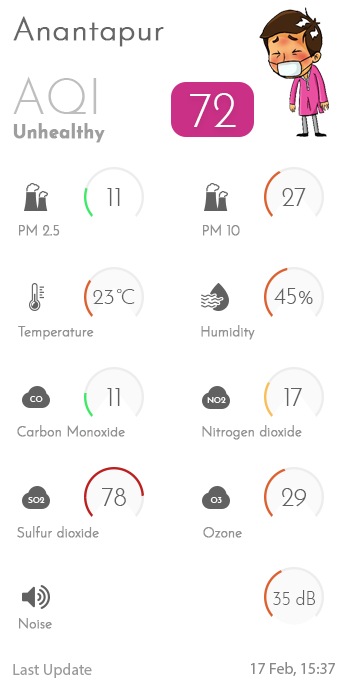 Anantapur
AQI
72
Unhealthy
11
27
PM 2.5
PM 10
23 °C
45%
Temperature
Humidity
CO
11
NO2
17
Carbon Monoxide
Nitrogen dioxide
SO2
78
O3
29
Sulfur dioxide
Ozone
35 dB
Noise
Last Update
17 Feb, 15:37